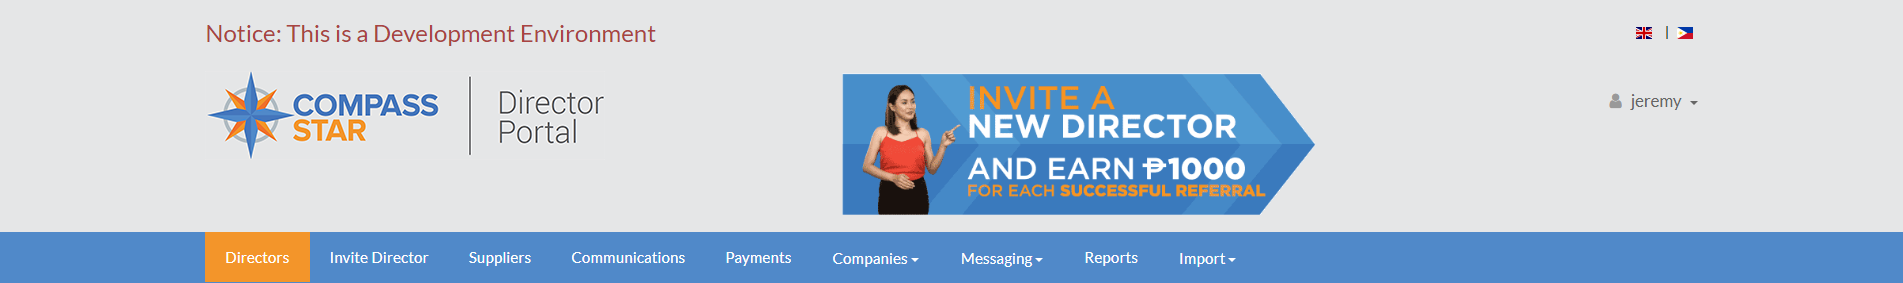 Notice: This is a Development Environment
COMPASS
STAR
Director
Portal
INVITE A
NEW DIRECTOR
AND EARN ₱1000
FOR EACH SUCCESSFUL REFERRAL
jeremy
Directors Invite Director Suppliers Communications Payments Companies Messaging Reports Import